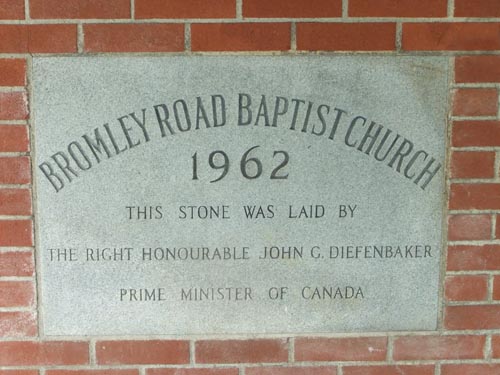 BROMLEY ROAD BAPTIST CHURCH
1962
THIS STONE WAS LAID BY
THE RIGHT HONOURABLE JOHN G. DIEFENBAKER
PRIME MINISTER OF CANADA